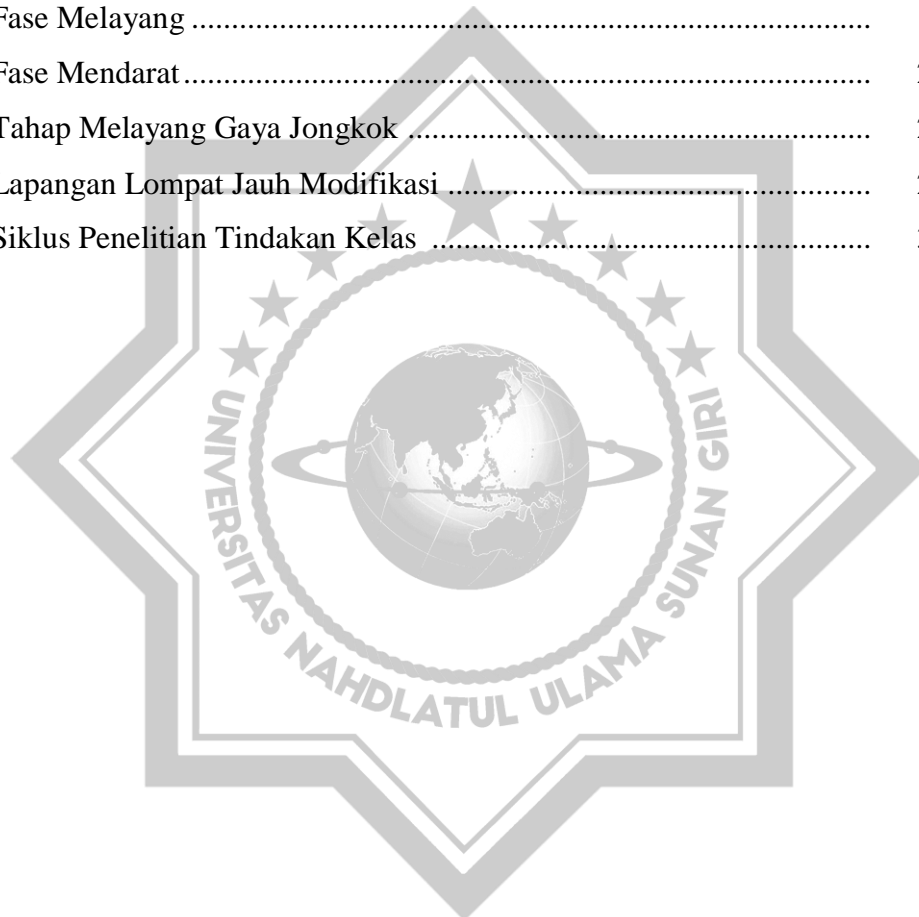 Fase Melayang ........................................................................................
Fase Mendarat ........................................................................................
Tahap Melayang Gaya Jongkok ............................................................
Lapangan Lompat Jauh Modifikasi .......................................................
Siklus Penelitian Tindakan Kelas .........................................................
UNIVERSITAS NAHDLATUL ULAMA SUNAN GIRI